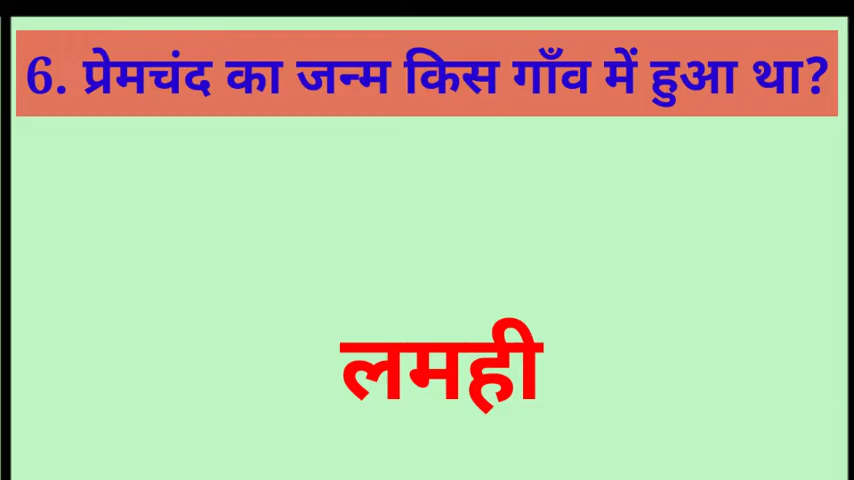 6. प्रेमचंद का जन्म किस गाँव में हुआ था?
लमही